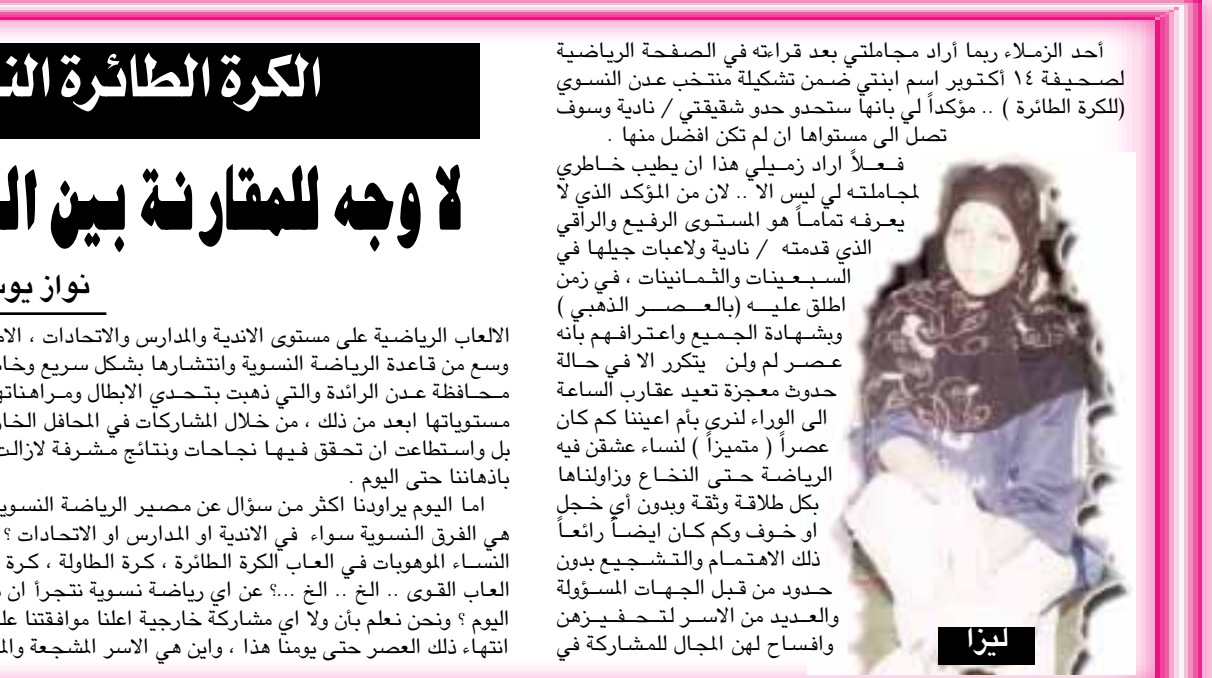 الكرة الطائرة
لا وجه للمقارنة بين
نواز
أحد الزملاء ربما أراد مجاملتي بعد قراءته في الصفحة الرياضية
لصحيفة ١٤ أكتوبر اسم ابنتي ضمن تشكيلة منتخب عدن النسوي
(للكرة الطائرة ) .. مؤكداً لي بانها ستحدو حدو شقيقتي / نادية وسوف
تصل الى مستواها ان لم تكن افضل منها .
فعلاً اراد زميلي هذا ان يطيب خاطري
لمجاملته لي ليس الا .. لان من المؤكد الذي لا
يعرفه تماماً هو المستوى الرفيع والراقي
الذي قدمته / نادية ولاعبات جيلها في
السبعينات والثمانينات ، في زمن
اطلق عليه (بالعصر الذهبي )
وبشهادة الجميع واعترافهم بأنه
عصر لم ولن يتكرر الا في حالة
حدوث معجزة تعيد عقارب الساعة
الى الوراء لنرى بأم اعيننا كم كان
عصراً ( متميزاً ) لنساء عشقن فيه
الرياضة حتى النخاع وزاولناها
بكل طلاقة وثقة وبدون أي خجل
او خوف وكم كان ايضاً رائعاً
ذلك الاهتمام والتشجيع بدون
حدود من قبل الجهات المسؤولة
والعديد من الاسر لتحفيزهن
وافساح لهن المجال للمشاركة في
ليزا
الالعاب الرياضية على مستوى الاندية والمدارس والاتحادات ،
وسع من قاعدة الرياضة النسوية وانتشارها بشكل سريع
محافظة عدن الرائدة والتي ذهبت بتحدي الابطال
مستوياتها ابعد من ذلك ، من خلال المشاركات في المحافل
بل واستطاعت ان تحقق فيها نجاحات ونتائج مشرفة لازالت
باذهاننا حتى اليوم .
اما اليوم يراودنا اكثر من سؤال عن مصير الرياضة
هي الفرق النسوية سواء في الاندية او المدارس او الاتحادات ؟
النساء الموهوبات في العاب الكرة الطائرة ، كرة الطاولة ، كرة
العاب القوى .. الخ .. الخ ...؟ عن اي رياضة نسوية نتجرأ ان
اليوم ؟ ونحن نعلم بأن ولا اي مشاركة خارجية اعلنا موافقتنا
انتهاء ذلك العصر حتى يومنا هذا ، واين هي الاسر المشجعة